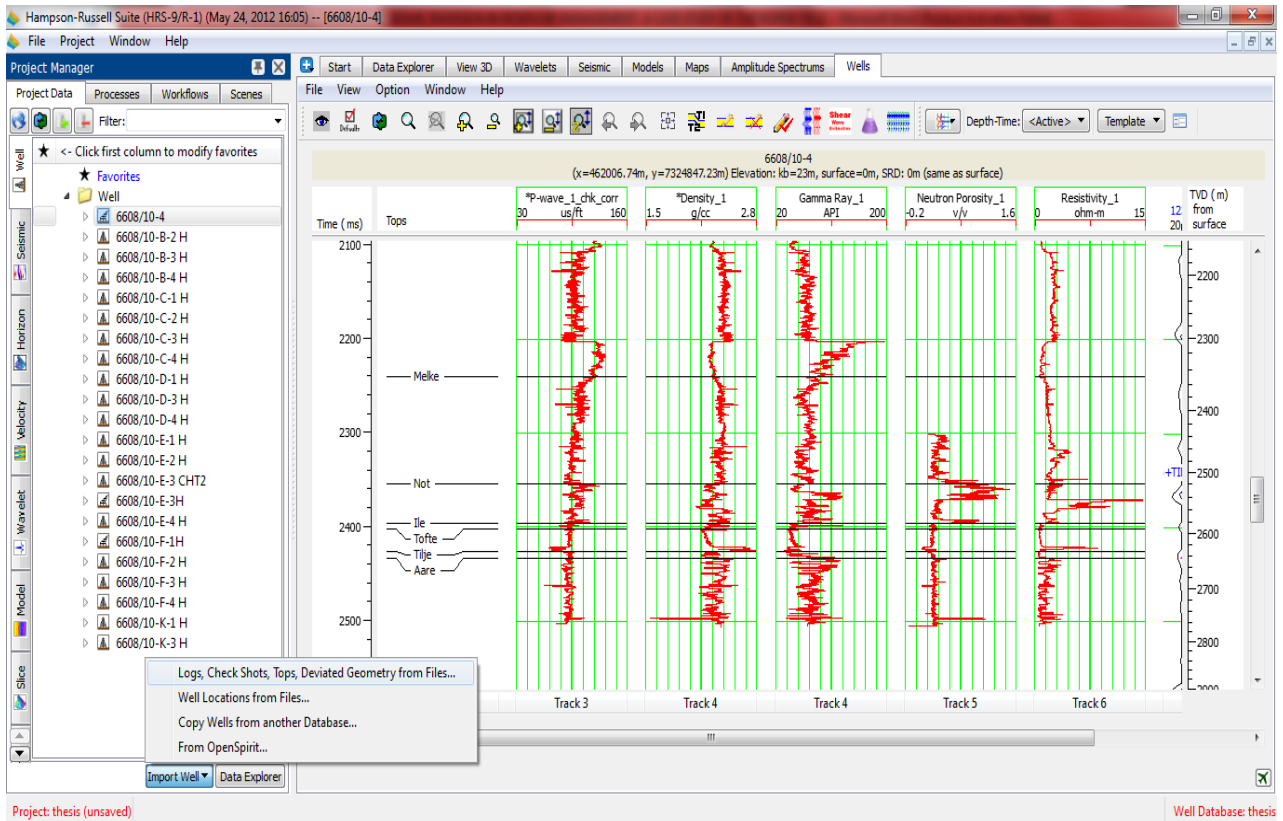 Hampson-Russell Suite (HRS-9/R-1) (May 24, 2012 16:05) -- [6608/10-4]
File Project Window Help
Project Manager
Project Data Processes Workflows Scenes
Filter:
<- Click first column to modify favorites
Favorites
Well
6608/10-4
6608/10-B-2 H
6608/10-B-3 H
6608/10-B-4 H
6608/10-C-1 H
6608/10-C-2 H
6608/10-C-3 H
6608/10-C-4 H
6608/10-D-1 H
6608/10-D-3 H
6608/10-D-4 H
6608/10-E-1 H
6608/10-E-2 H
6608/10-E-3 CHT2
6608/10-E-3H
6608/10-E-4 H
6608/10-F-1H
6608/10-F-2 H
6608/10-F-3 H
6608/10-F-4 H
6608/10-K-1 H
6608/10-K-3 H
Well
Seismic
Horizon
Velocity
Wavelet
Model
Slice
Logs, Check Shots, Tops, Deviated Geometry from Files...
Well Locations from Files...
Copy Wells from another Database...
From OpenSpirit...
Import Well Data Explorer
Start Data Explorer View 3D Wavelets Seismic Models Maps Amplitude Spectrums Wells
File View Option Window Help
Defaults
T1
T2
Shear
Depth-Time: <Active> Template
6608/10-4
(x=462006.74m, y=7324847.23m) Elevation: kb=23m, surface=0m, SRD: 0m (same as surface)
Time (ms) Tops
*P-wave_1_chk_corr
30 us/ft 160
*Density_1
1.5 g/cc 2.8
Gamma Ray_1
20 API 200
Neutron Porosity_1
-0.2 v/v 1.6
Resistivity_1
0 ohm-m 15
TVD (m)
12 from
20 surface
2100
2200
2300
2400
2500
Melke
Not
Ile
Tofte
Tilje
Aare
+TI
2200
2300
2400
2500
2600
2700
2800
Track 3 Track 4 Track 4 Track 5 Track 6
Project: thesis (unsaved)
Well Database: thesis